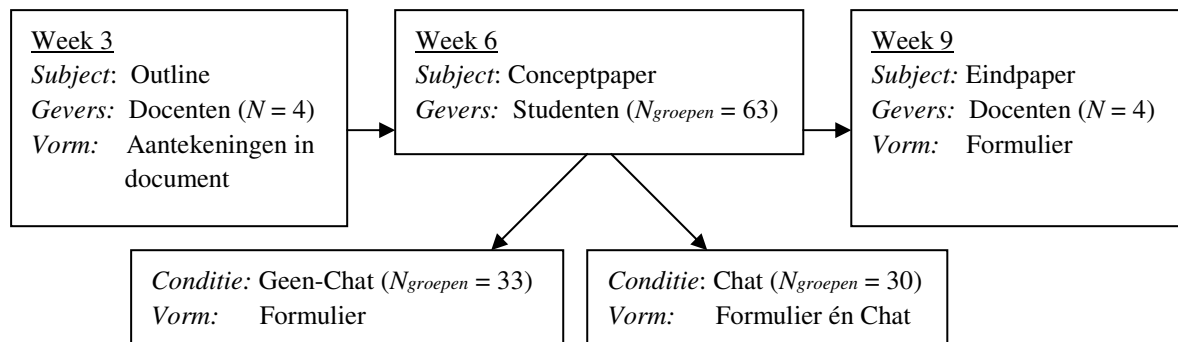 Week 3
Subject: Outline
Gevers: Docenten (N = 4)
Vorm: Aantekeningen in
document
Week 6
Subject: Conceptpaper
Gevers: Studenten (Ngroepen = 63)
Week 9
Subject: Eindpaper
Gevers: Docenten (N = 4)
Vorm: Formulier
Conditie: Geen-Chat (Ngroepen = 33)
Vorm: Formulier
Conditie: Chat (Ngroepen = 30)
Vorm: Formulier én Chat